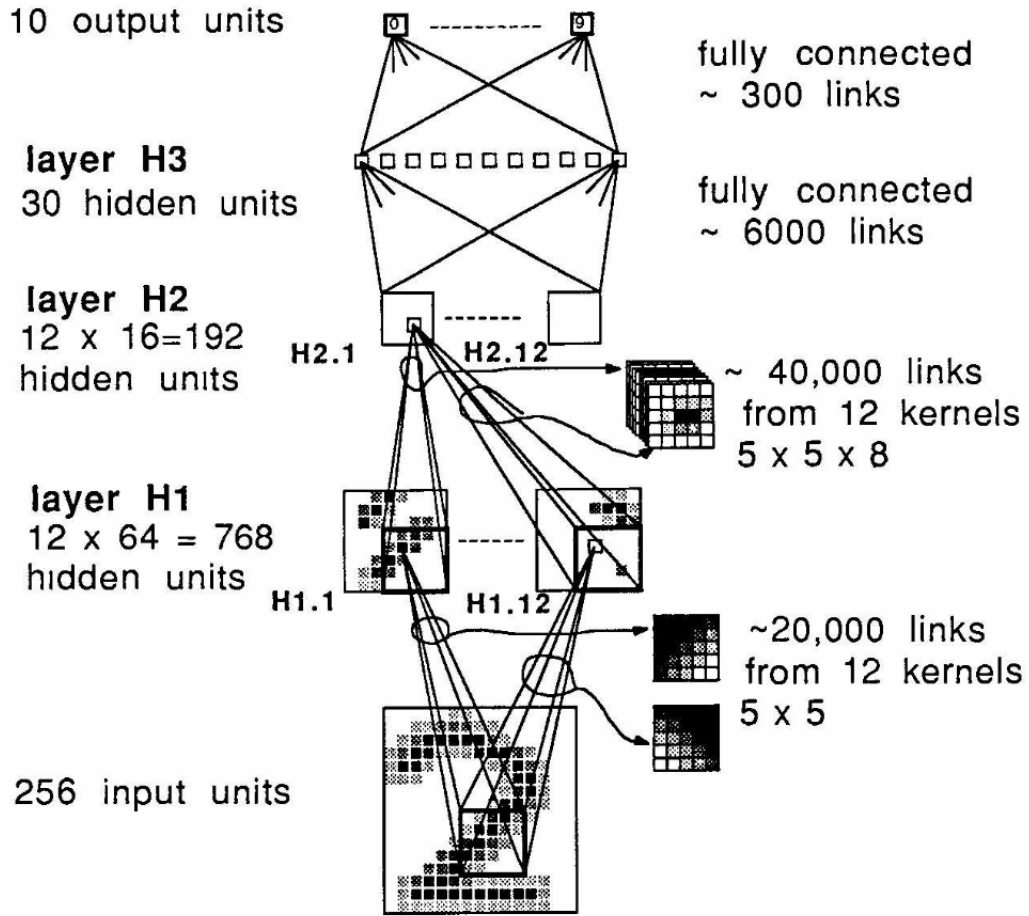 10 output units
0 9
fully connected
~ 300 links
layer H3
30 hidden units
fully connected
~ 6000 links
layer H2
12 x 16=192
hidden units
H2.1
H2.12
~ 40,000 links
from 12 kernels
5 x 5 x 8
layer H1
12 x 64 = 768
hidden units
H1.1
H1.12
~20,000 links
from 12 kernels
5 x 5
256 input units